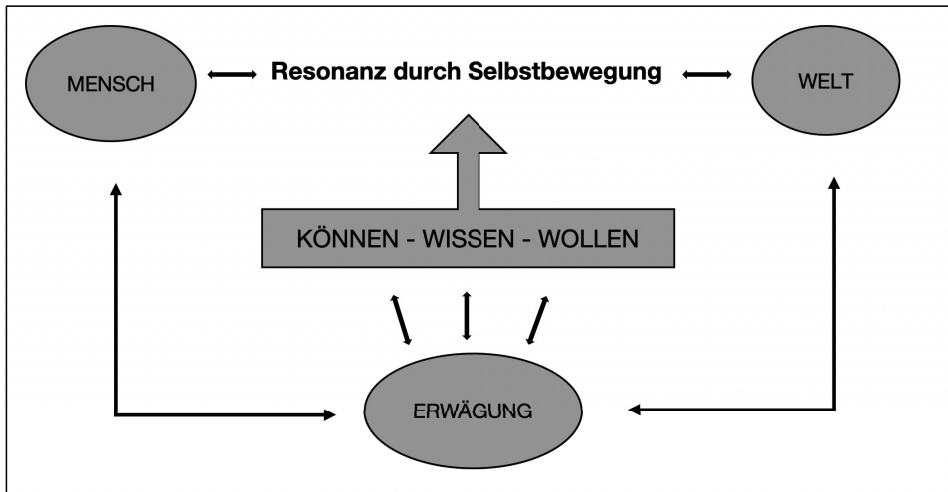 MENSCH
Resonanz durch Selbstbewegung
WELT
KÖNNEN - WISSEN - WOLLEN
ERWÄGUNG